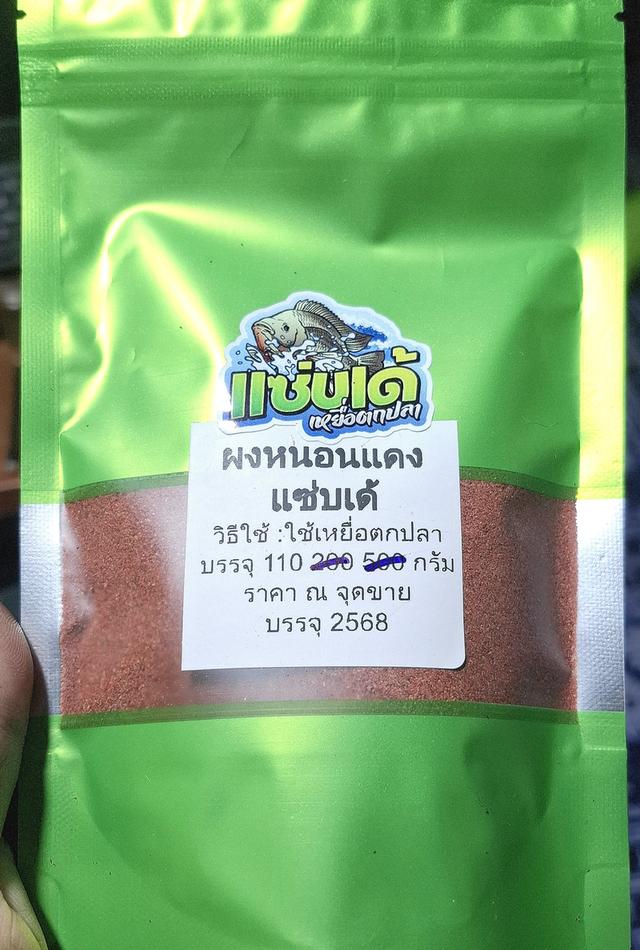 แซ่บเด้
เหยื่อตกปลา
ผงหนอนแดง
แซ่บเด้
วิธีใช้ :ใช้เหยื่อตกปลา
บรรจุ 110 200 500 กรัม
ราคา ณ จุดขาย
บรรจุ 2568